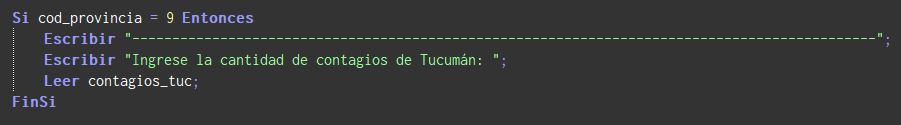 Si cod_provincia = 9 Entonces
Escribir "---------------------------------------------------------------------------------------------";
Escribir "Ingrese la cantidad de contagios de Tucumán: ";
Leer contagios_tuc;
FinSi